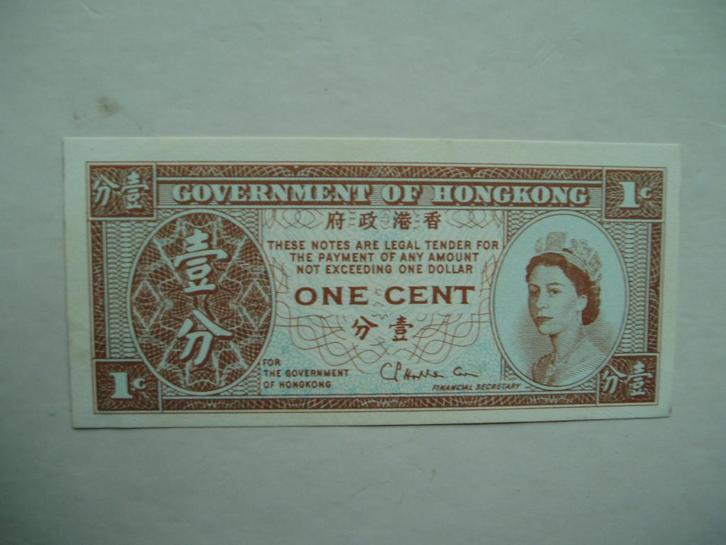 分壹
GOVERNMENT OF HONGKONG
1c
府政港香
THESE NOTES ARE LEGAL TENDER FOR
THE PAYMENT OF ANY AMOUNT
NOT EXCEEDING ONE DOLLAR
ONE CENT
分壹
壹
分
FOR
THE GOVERNMENT
OF HONGKONG
FINANCIAL SECRETARY
1c
分壹